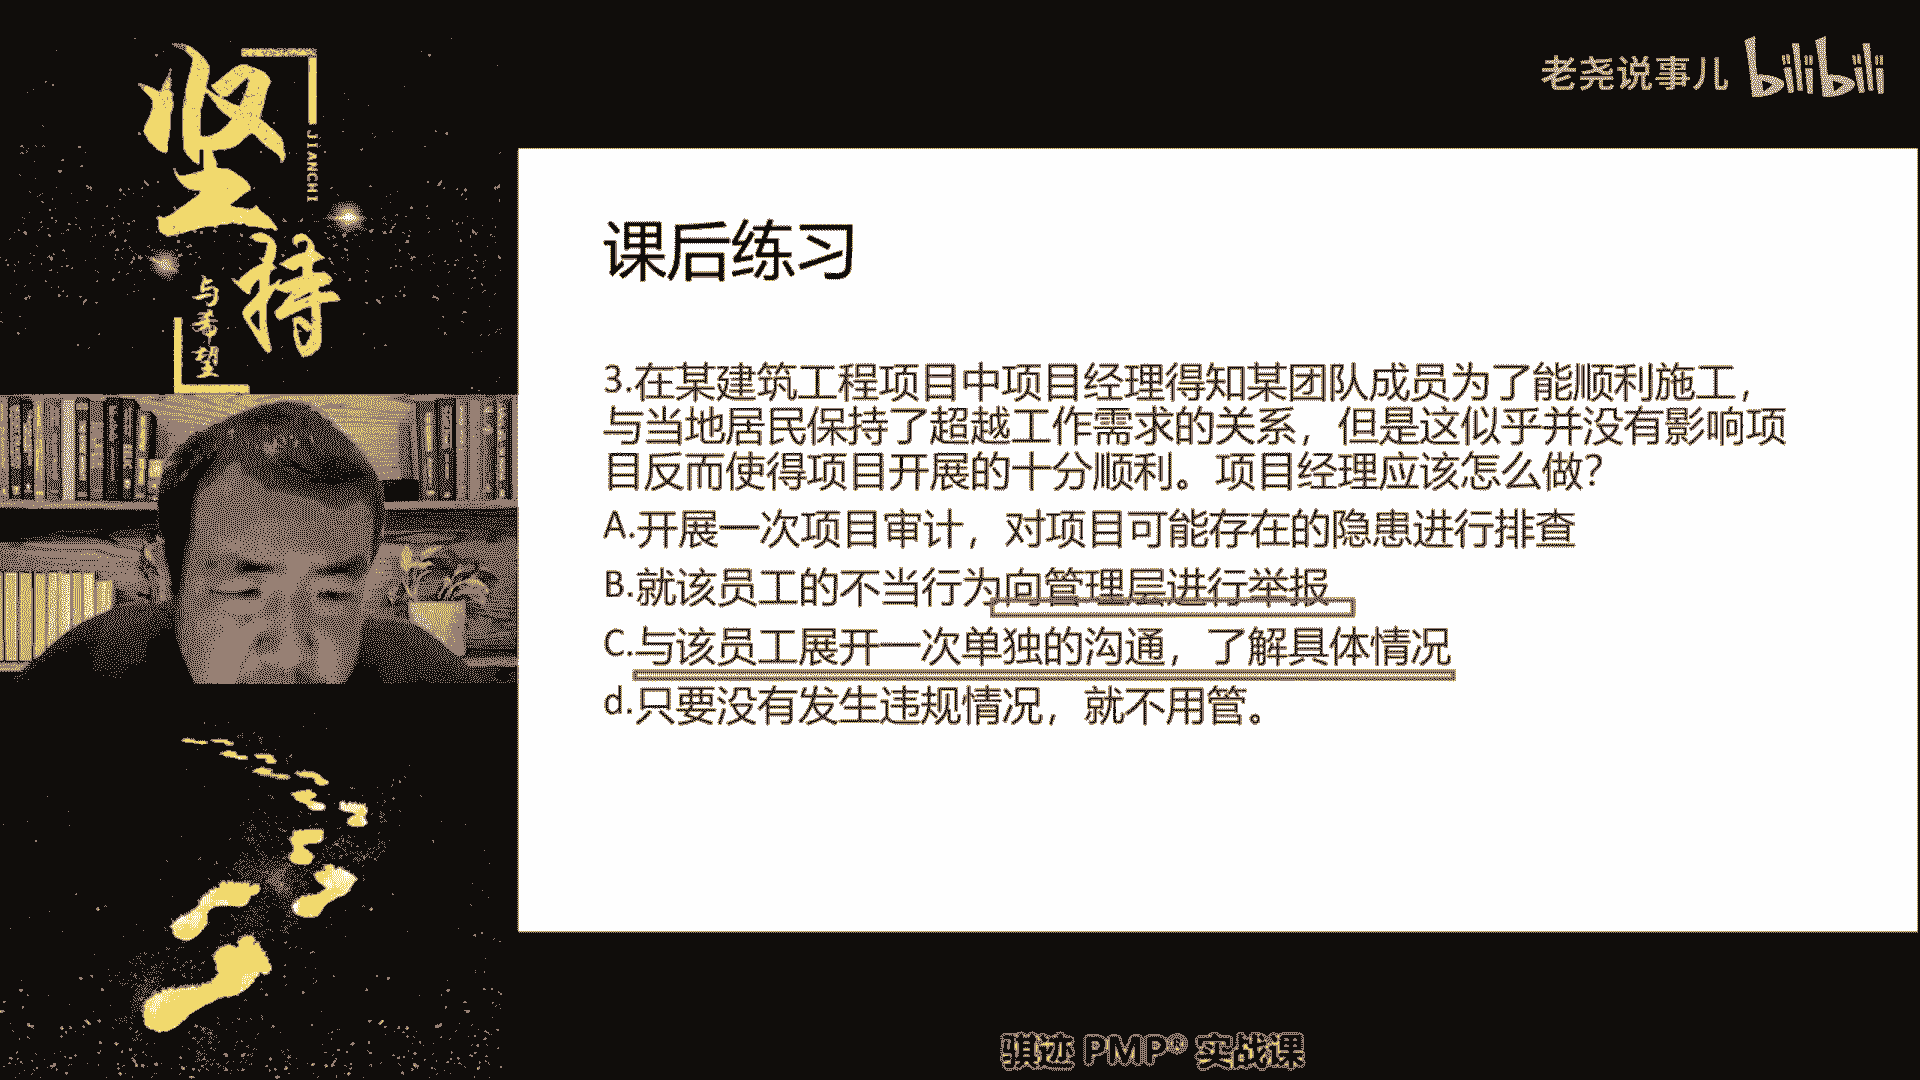 坚
持
JIANCHI
与希望
老尧说事儿 bilibili
课后练习
3.在某建筑工程项目中项目经理得知某团队成员为了能顺利施工，
与当地居民保持了超越工作需求的关系，但是这似乎并没有影响项
目反而使得项目开展的十分顺利。项目经理应该怎么做？
A.开展一次项目审计，对项目可能存在的隐患进行排查
B.就该员工的不当行为向管理层进行举报
C.与该员工展开一次单独的沟通，了解具体情况
d.只要没有发生违规情况，就不用管。
骐迹 PMP® 实战课